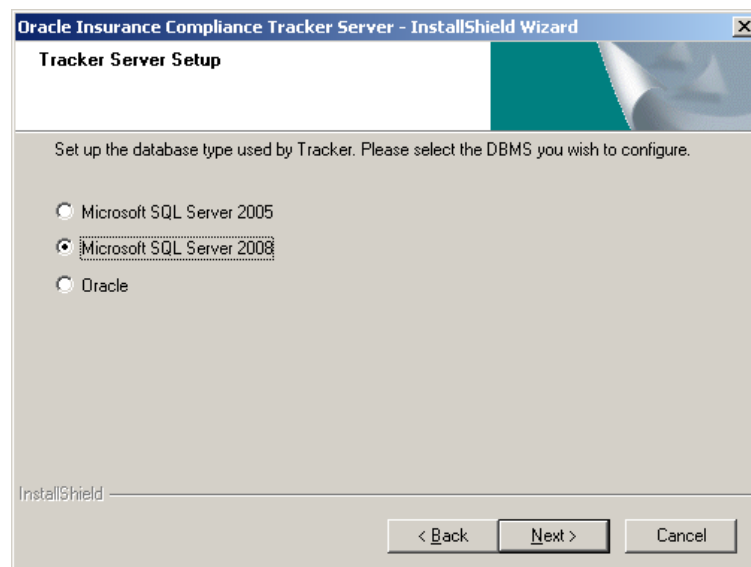 Oracle Insurance Compliance Tracker Server - InstallShield Wizard
Tracker Server Setup
Set up the database type used by Tracker. Please select the DBMS you wish to configure.
Microsoft SQL Server 2005
Microsoft SQL Server 2008
Oracle
InstallShield
< Back Next > Cancel